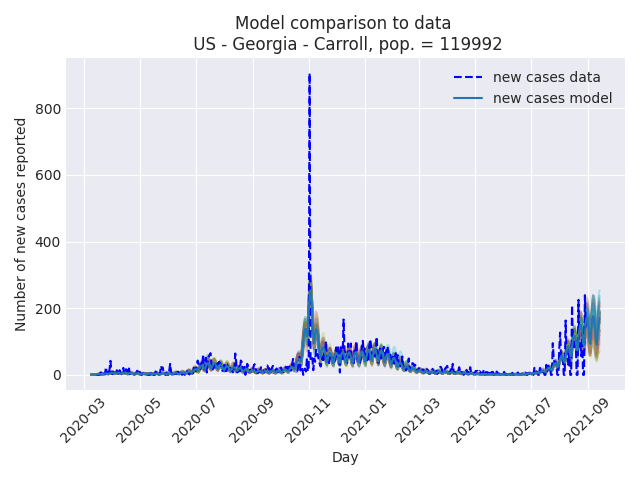 Model comparison to data
US - Georgia - Carroll, pop. = 119992
new cases data
new cases model
Number of new cases reported
800
600
400
200
0
2020-03
2020-05
2020-07
2020-09
2020-11
2021-01
2021-03
2021-05
2021-07
2021-09
Day